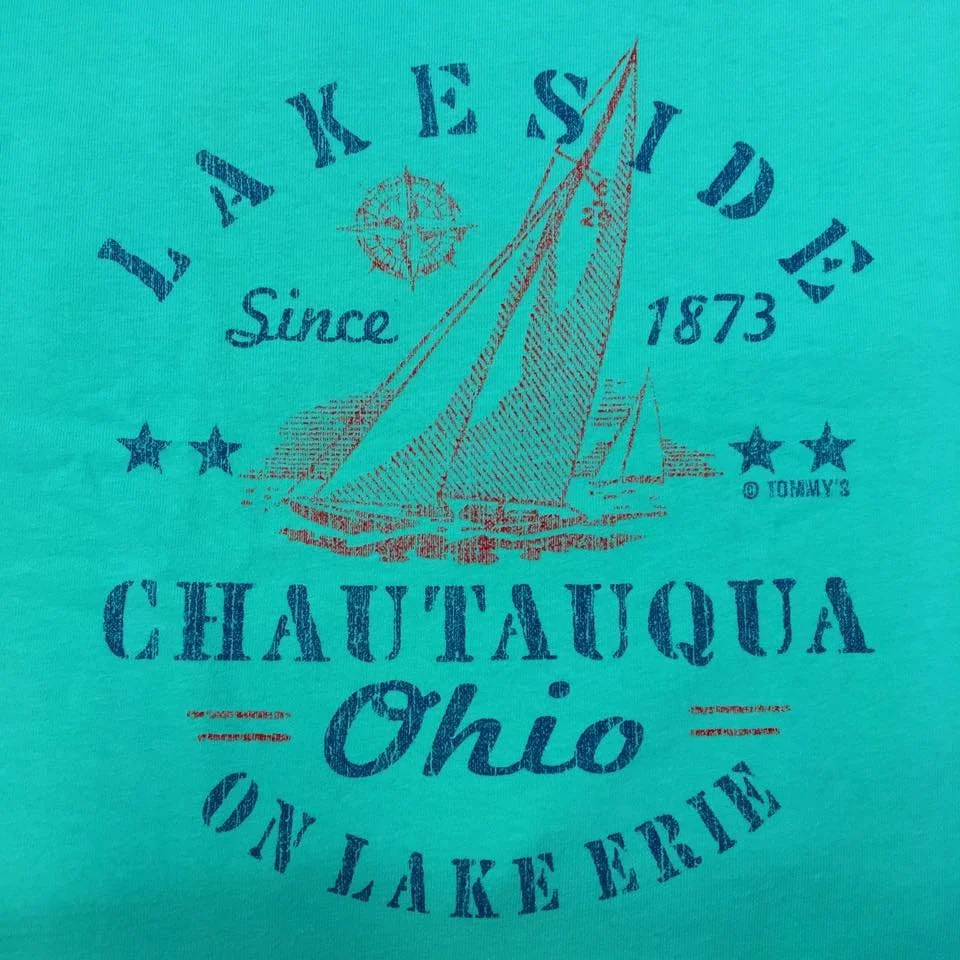 LAKESIDE
Since 1873
© TOMMY'S
CHAUTAUQUA
Ohio
ON LAKE ERIE